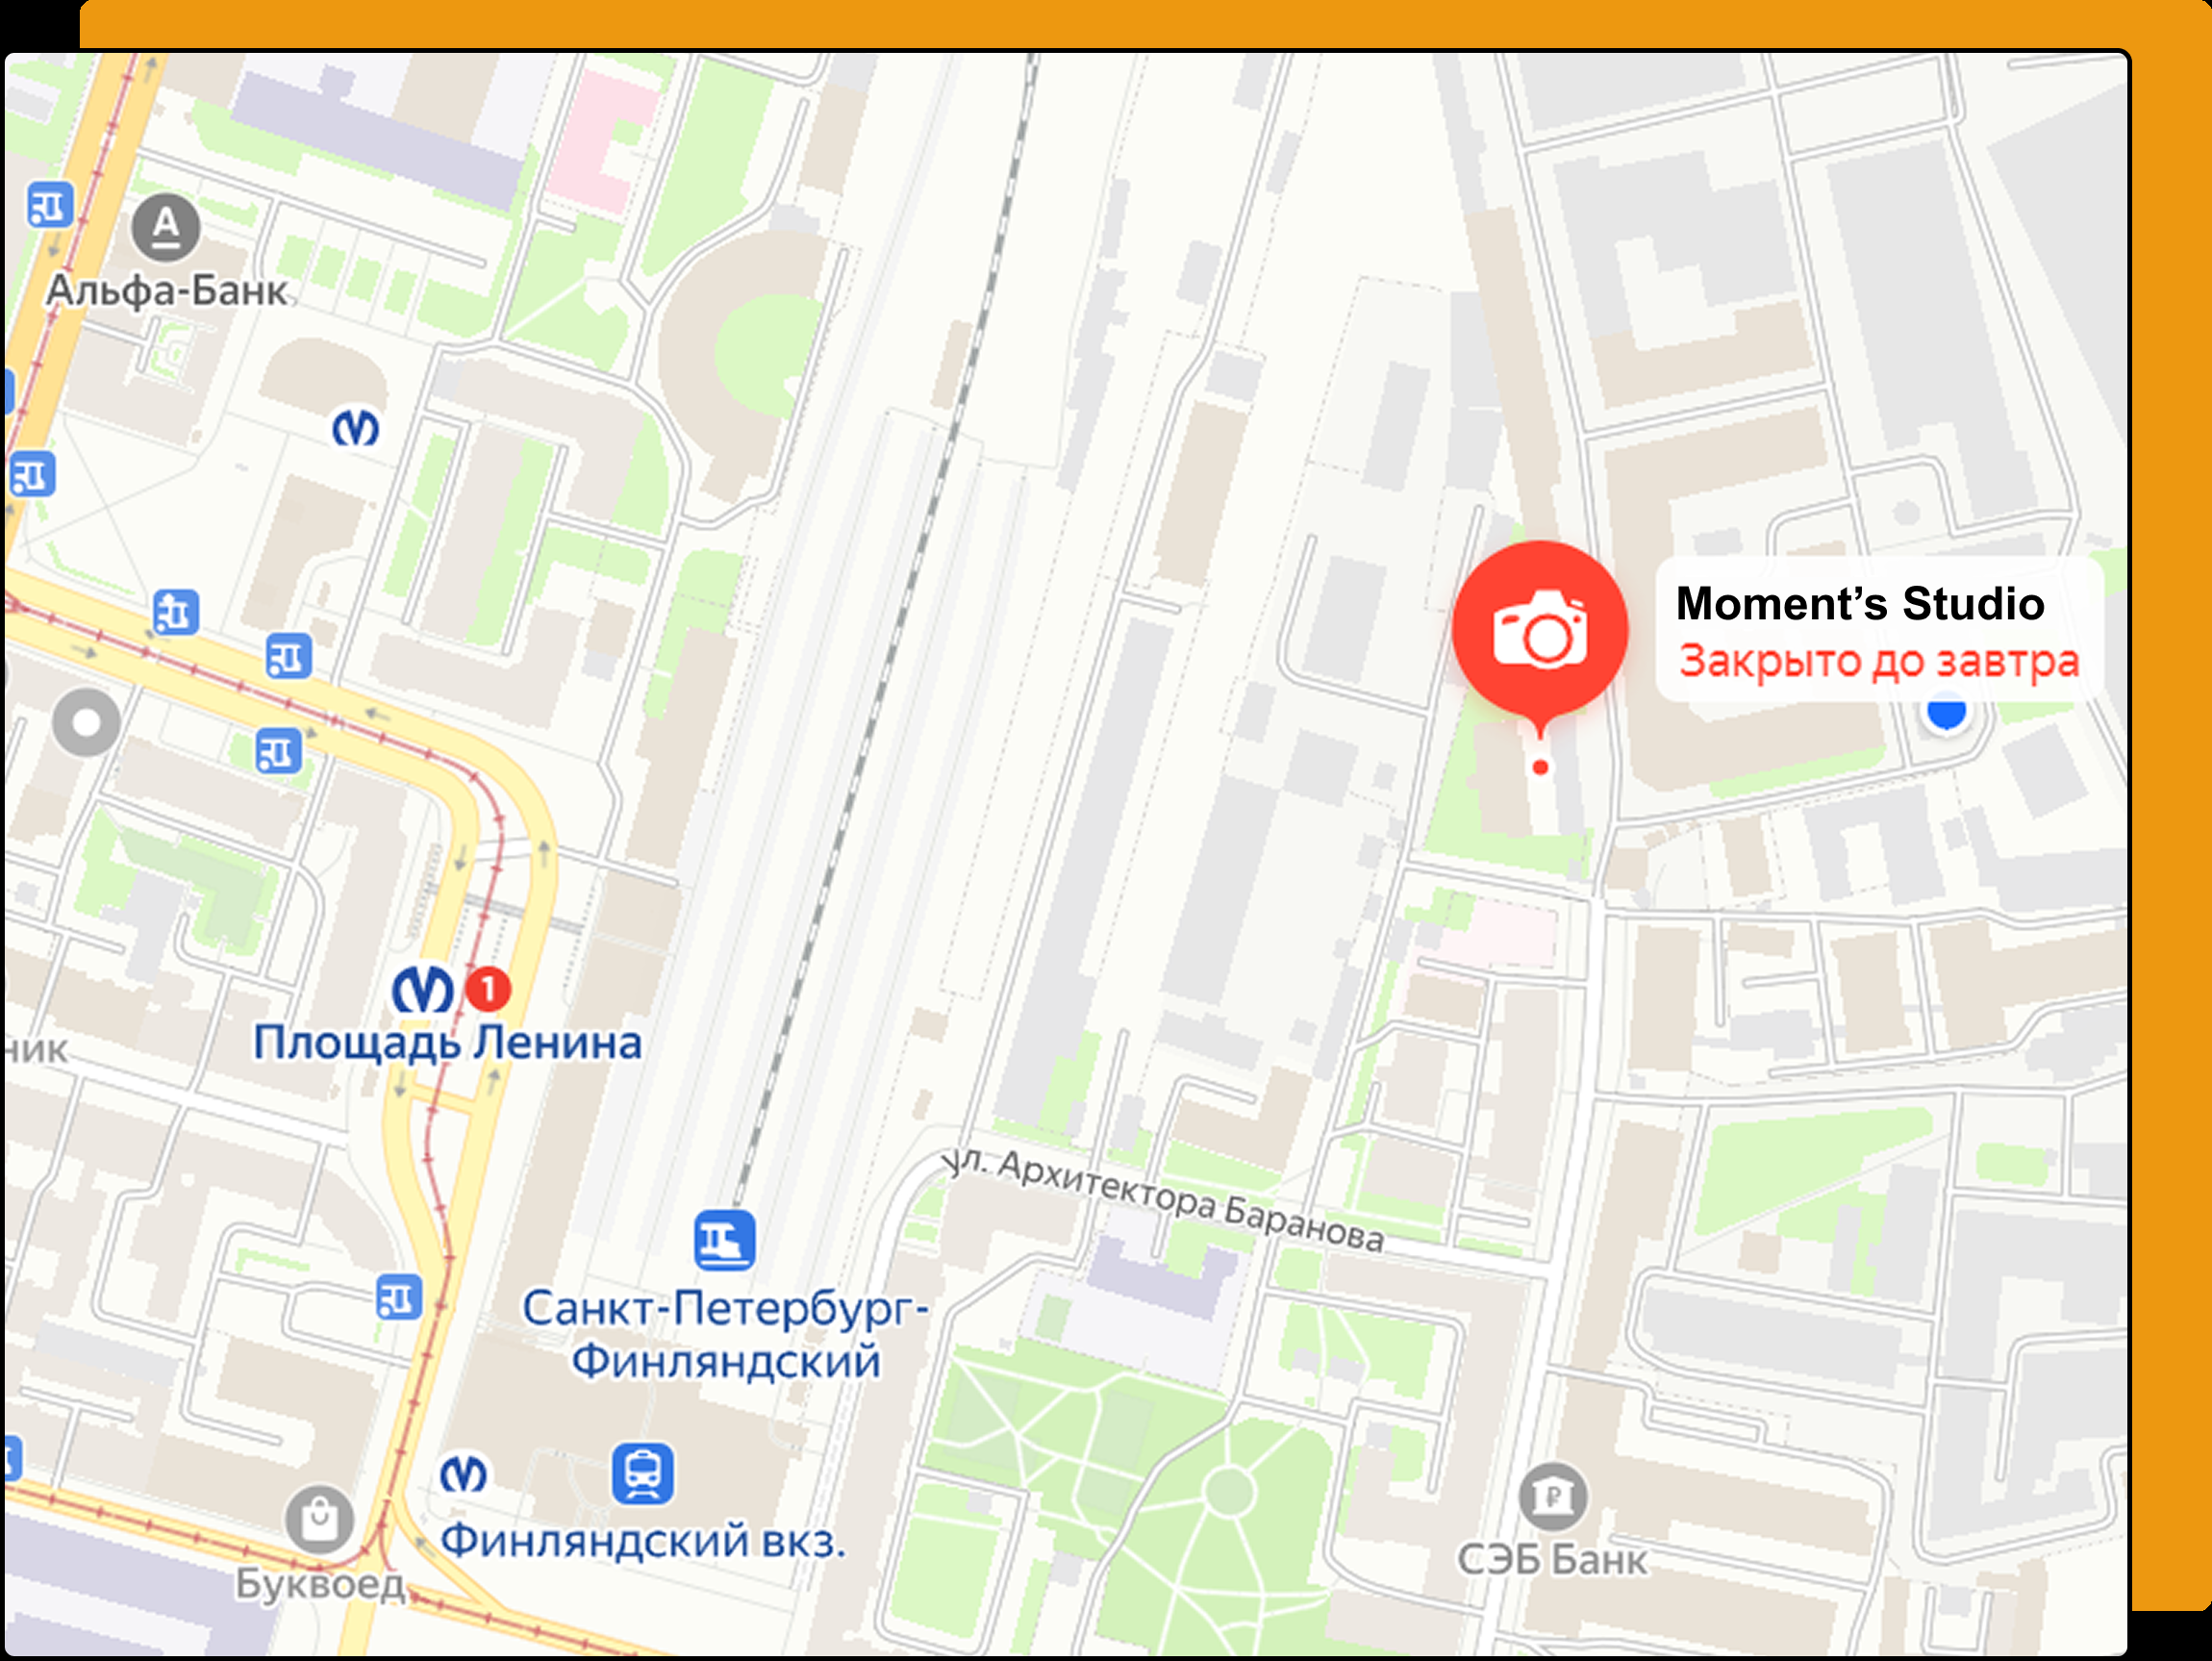 Альфа-Банк
Moment’s Studio
Закрыто до завтра
1
Площадь Ленина
ник
ул. Архитектора Баранова
Санкт-Петербург-
Финляндский
Финляндский вкз.
Буквоед
СЭБ Банк